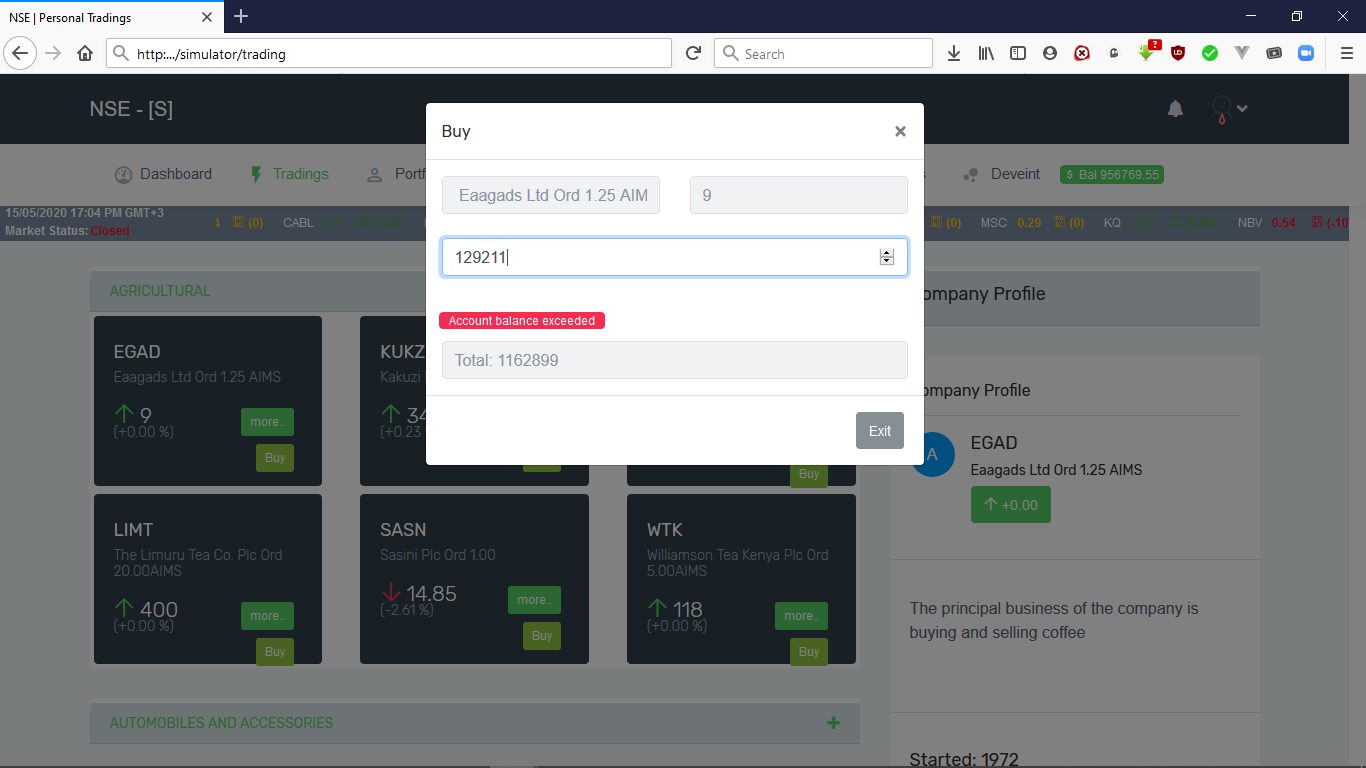 NSE | Personal Tradings
http:.../simulator/trading
Search
NSE - [S]
Buy
Dashboard
Tradings
Deveint
$ Bal 956769.55
Eaagads Ltd Ord 1.25 AIM
9
15/05/2020 17:04 PM GMT+3
Market Status: Closed
(0) CABL
(0) MSC 0.29 (0) KQ NBV 0.54 (-10
129211
AGRICULTURAL
Account balance exceeded
Total: 1162899
Exit
EGAD
Eaagads Ltd Ord 1.25 AIMS
9
(+0.00 %)
more..
Buy
KUKZ
Kakuzi
(+0.23
Buy
LIMT
The Limuru Tea Co. Plc Ord
20.00AIMS
400
(+0.00 %)
more..
Buy
SASN
Sasini Plc Ord 1.00
14.85
(-2.61 %)
more..
Buy
WTK
Williamson Tea Kenya Plc Ord
5.00AIMS
118
(+0.00 %)
more..
Buy
AUTOMOBILES AND ACCESSORIES
+
ompany Profile
ompany Profile
A
EGAD
Eaagads Ltd Ord 1.25 AIMS
+0.00
The principal business of the company is
buying and selling coffee
Started: 1972